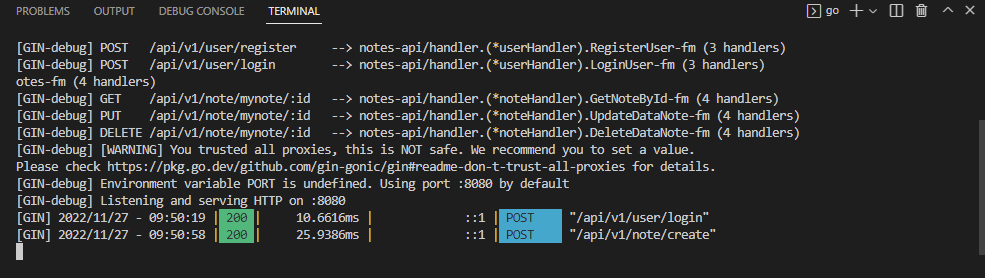 PROBLEMS OUTPUT DEBUG CONSOLE TERMINAL go
[GIN-debug] POST   /api/v1/user/register     --> notes-api/handler.(*userHandler).RegisterUser-fm (3 handlers)
[GIN-debug] POST   /api/v1/user/login        --> notes-api/handler.(*userHandler).LoginUser-fm (3 handlers)
otes-fm (4 handlers)
[GIN-debug] GET    /api/v1/note/mynote/:id   --> notes-api/handler.(*noteHandler).GetNoteById-fm (4 handlers)
[GIN-debug] PUT    /api/v1/note/mynote/:id   --> notes-api/handler.(*noteHandler).UpdateDataNote-fm (4 handlers)
[GIN-debug] DELETE /api/v1/note/mynote/:id   --> notes-api/handler.(*noteHandler).DeleteDataNote-fm (4 handlers)
[GIN-debug] [WARNING] You trusted all proxies, this is NOT safe. We recommend you to set a value.
Please check https://pkg.go.dev/github.com/gin-gonic/gin#readme-don-t-trust-all-proxies for details.
[GIN-debug] Environment variable PORT is undefined. Using port :8080 by default
[GIN-debug] Listening and serving HTTP on :8080
[GIN] 2022/11/27 - 09:50:19 | 200 |     10.6616ms |             ::1 | POST     "/api/v1/user/login"
[GIN] 2022/11/27 - 09:50:58 | 200 |     25.9386ms |             ::1 | POST     "/api/v1/note/create"